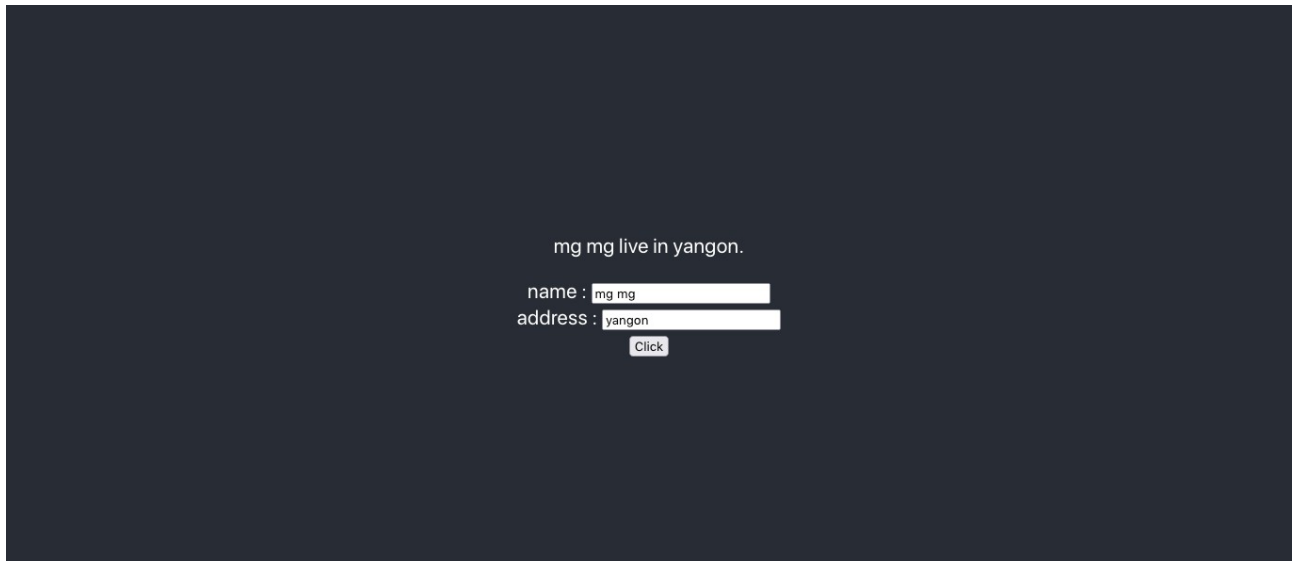 mg mg live in yangon.
name : mg mg
address : yangon
Click